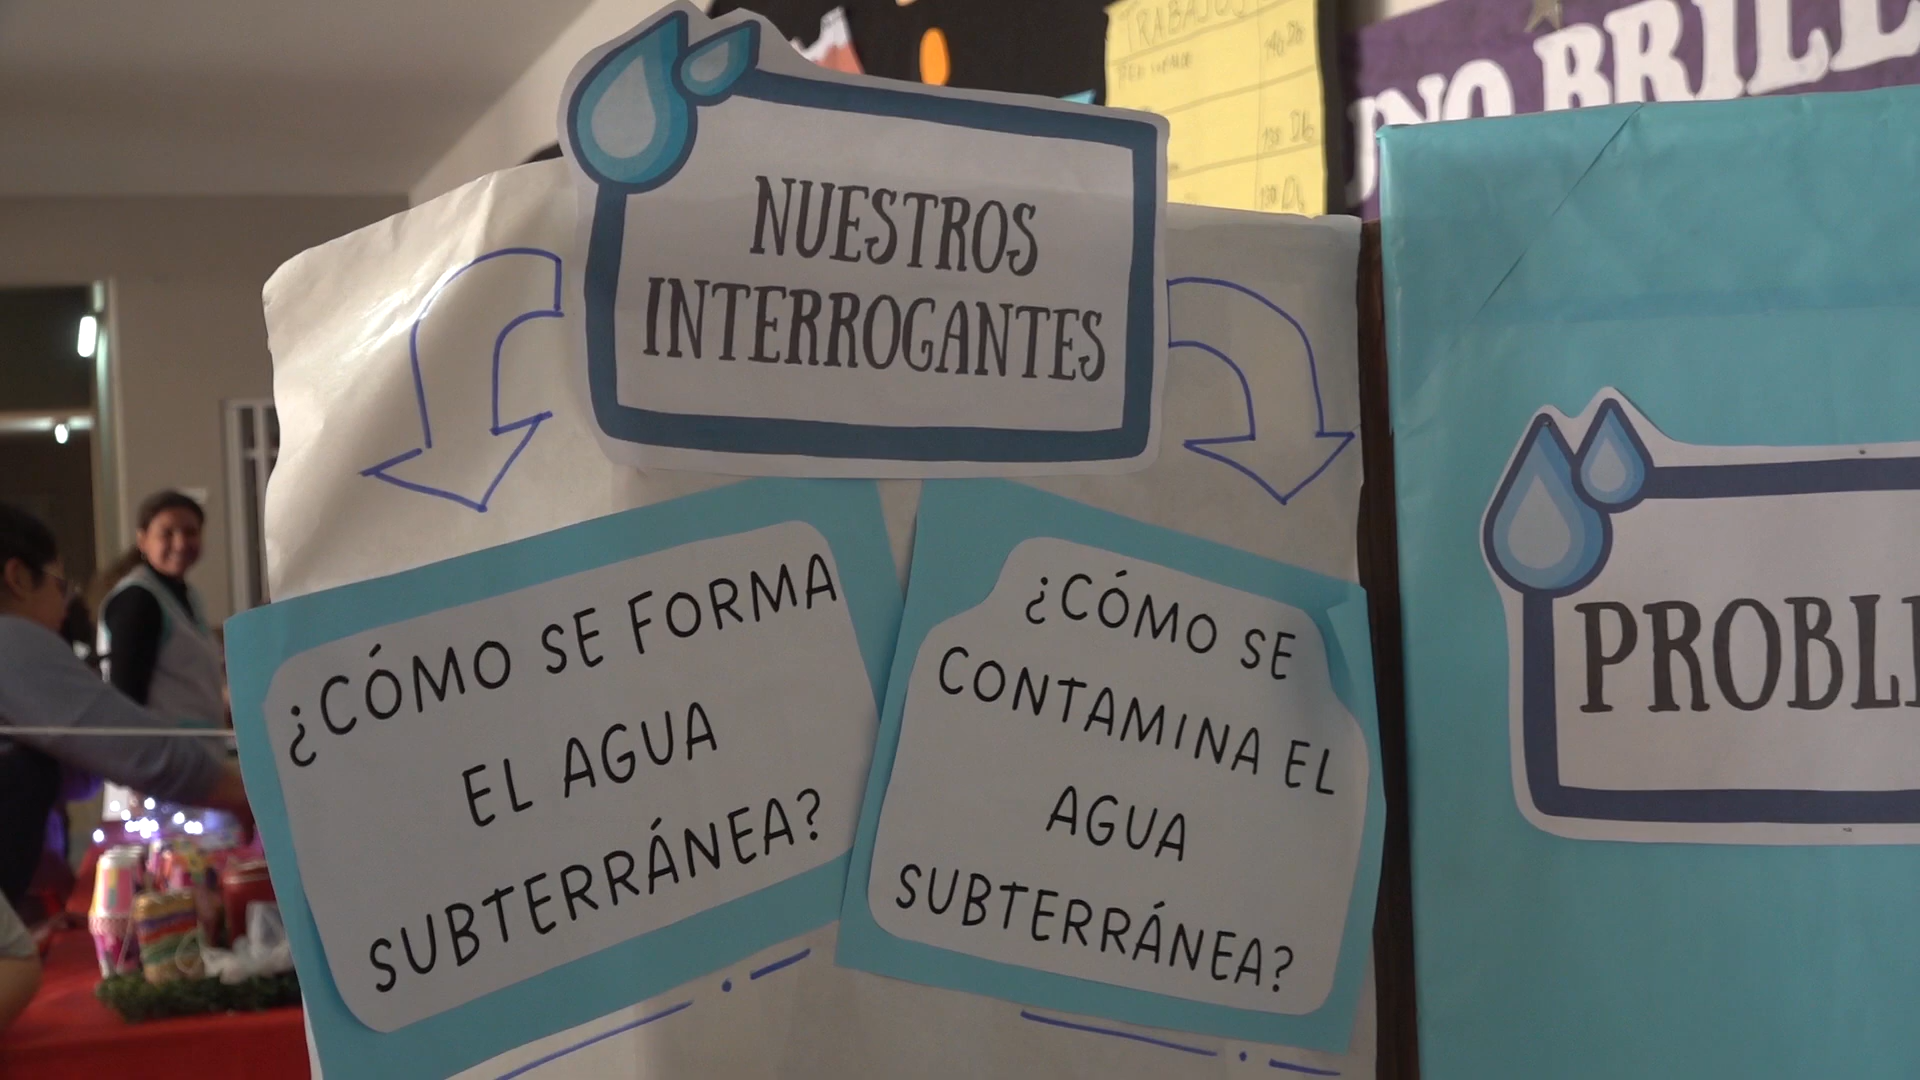 NUESTROS
INTERROGANTES
¿CÓMO SE FORMA
EL AGUA
SUBTERRÁNEA?
¿CÓMO SE
CONTAMINA EL
AGUA
SUBTERRÁNEA?
PROBL
TRABAJOS
NO BRILL